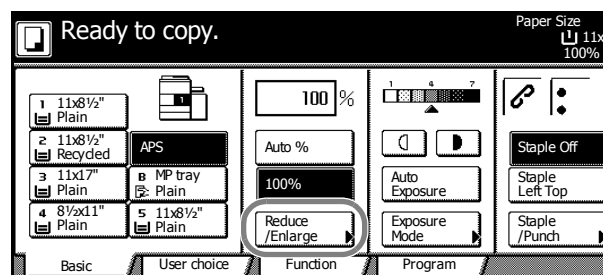 Ready to copy.
Paper Size
1 11x
100%
1 11x8½"
Plain
2 11x8½"
Recycled
3 11x17"
Plain
4 8½x11"
Plain
1
APS
B MP tray
Plain
5 11x8½"
Plain
100 %
Auto %
100%
Reduce
/Enlarge
1 4 7
Auto
Exposure
Exposure
Mode
Staple Off
Staple
Left Top
Staple
/Punch
Basic
User choice
Function
Program